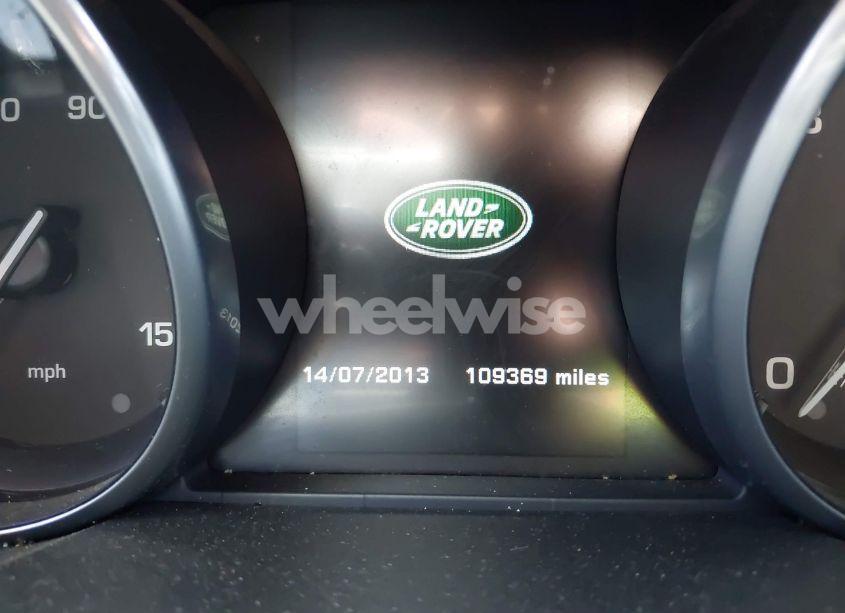 90
LAND
ROVER
wheelwise
15
mph
14/07/2013 109369 miles
0